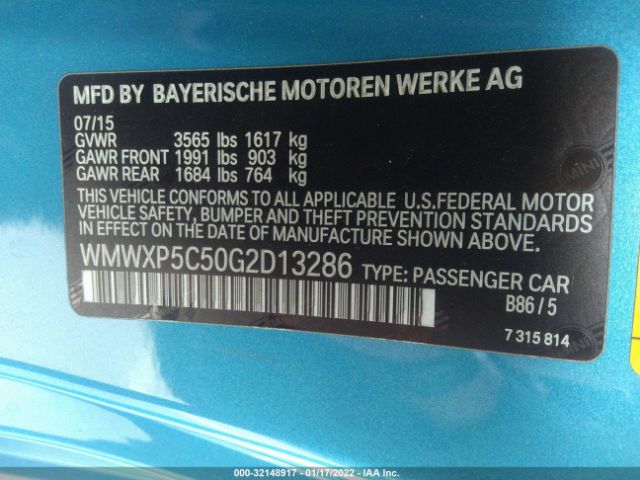 MFD BY BAYERISCHE MOTOREN WERKE AG
07/15
GVWR 3565 lbs 1617 kg
GAWR FRONT 1991 lbs 903 kg
GAWR REAR 1684 lbs 764 kg
THIS VEHICLE CONFORMS TO ALL APPLICABLE U.S.FEDERAL MOTOR
VEHICLE SAFETY, BUMPER AND THEFT PREVENTION STANDARDS
IN EFFECT ON THE DATE OF MANUFACTURE SHOWN ABOVE.
WMWXP5C50G2D13286 TYPE: PASSENGER CAR
B86 / 5
7 315 814
MINI
MINI
000-32148917 - 01/17/2022 - IAA Inc.